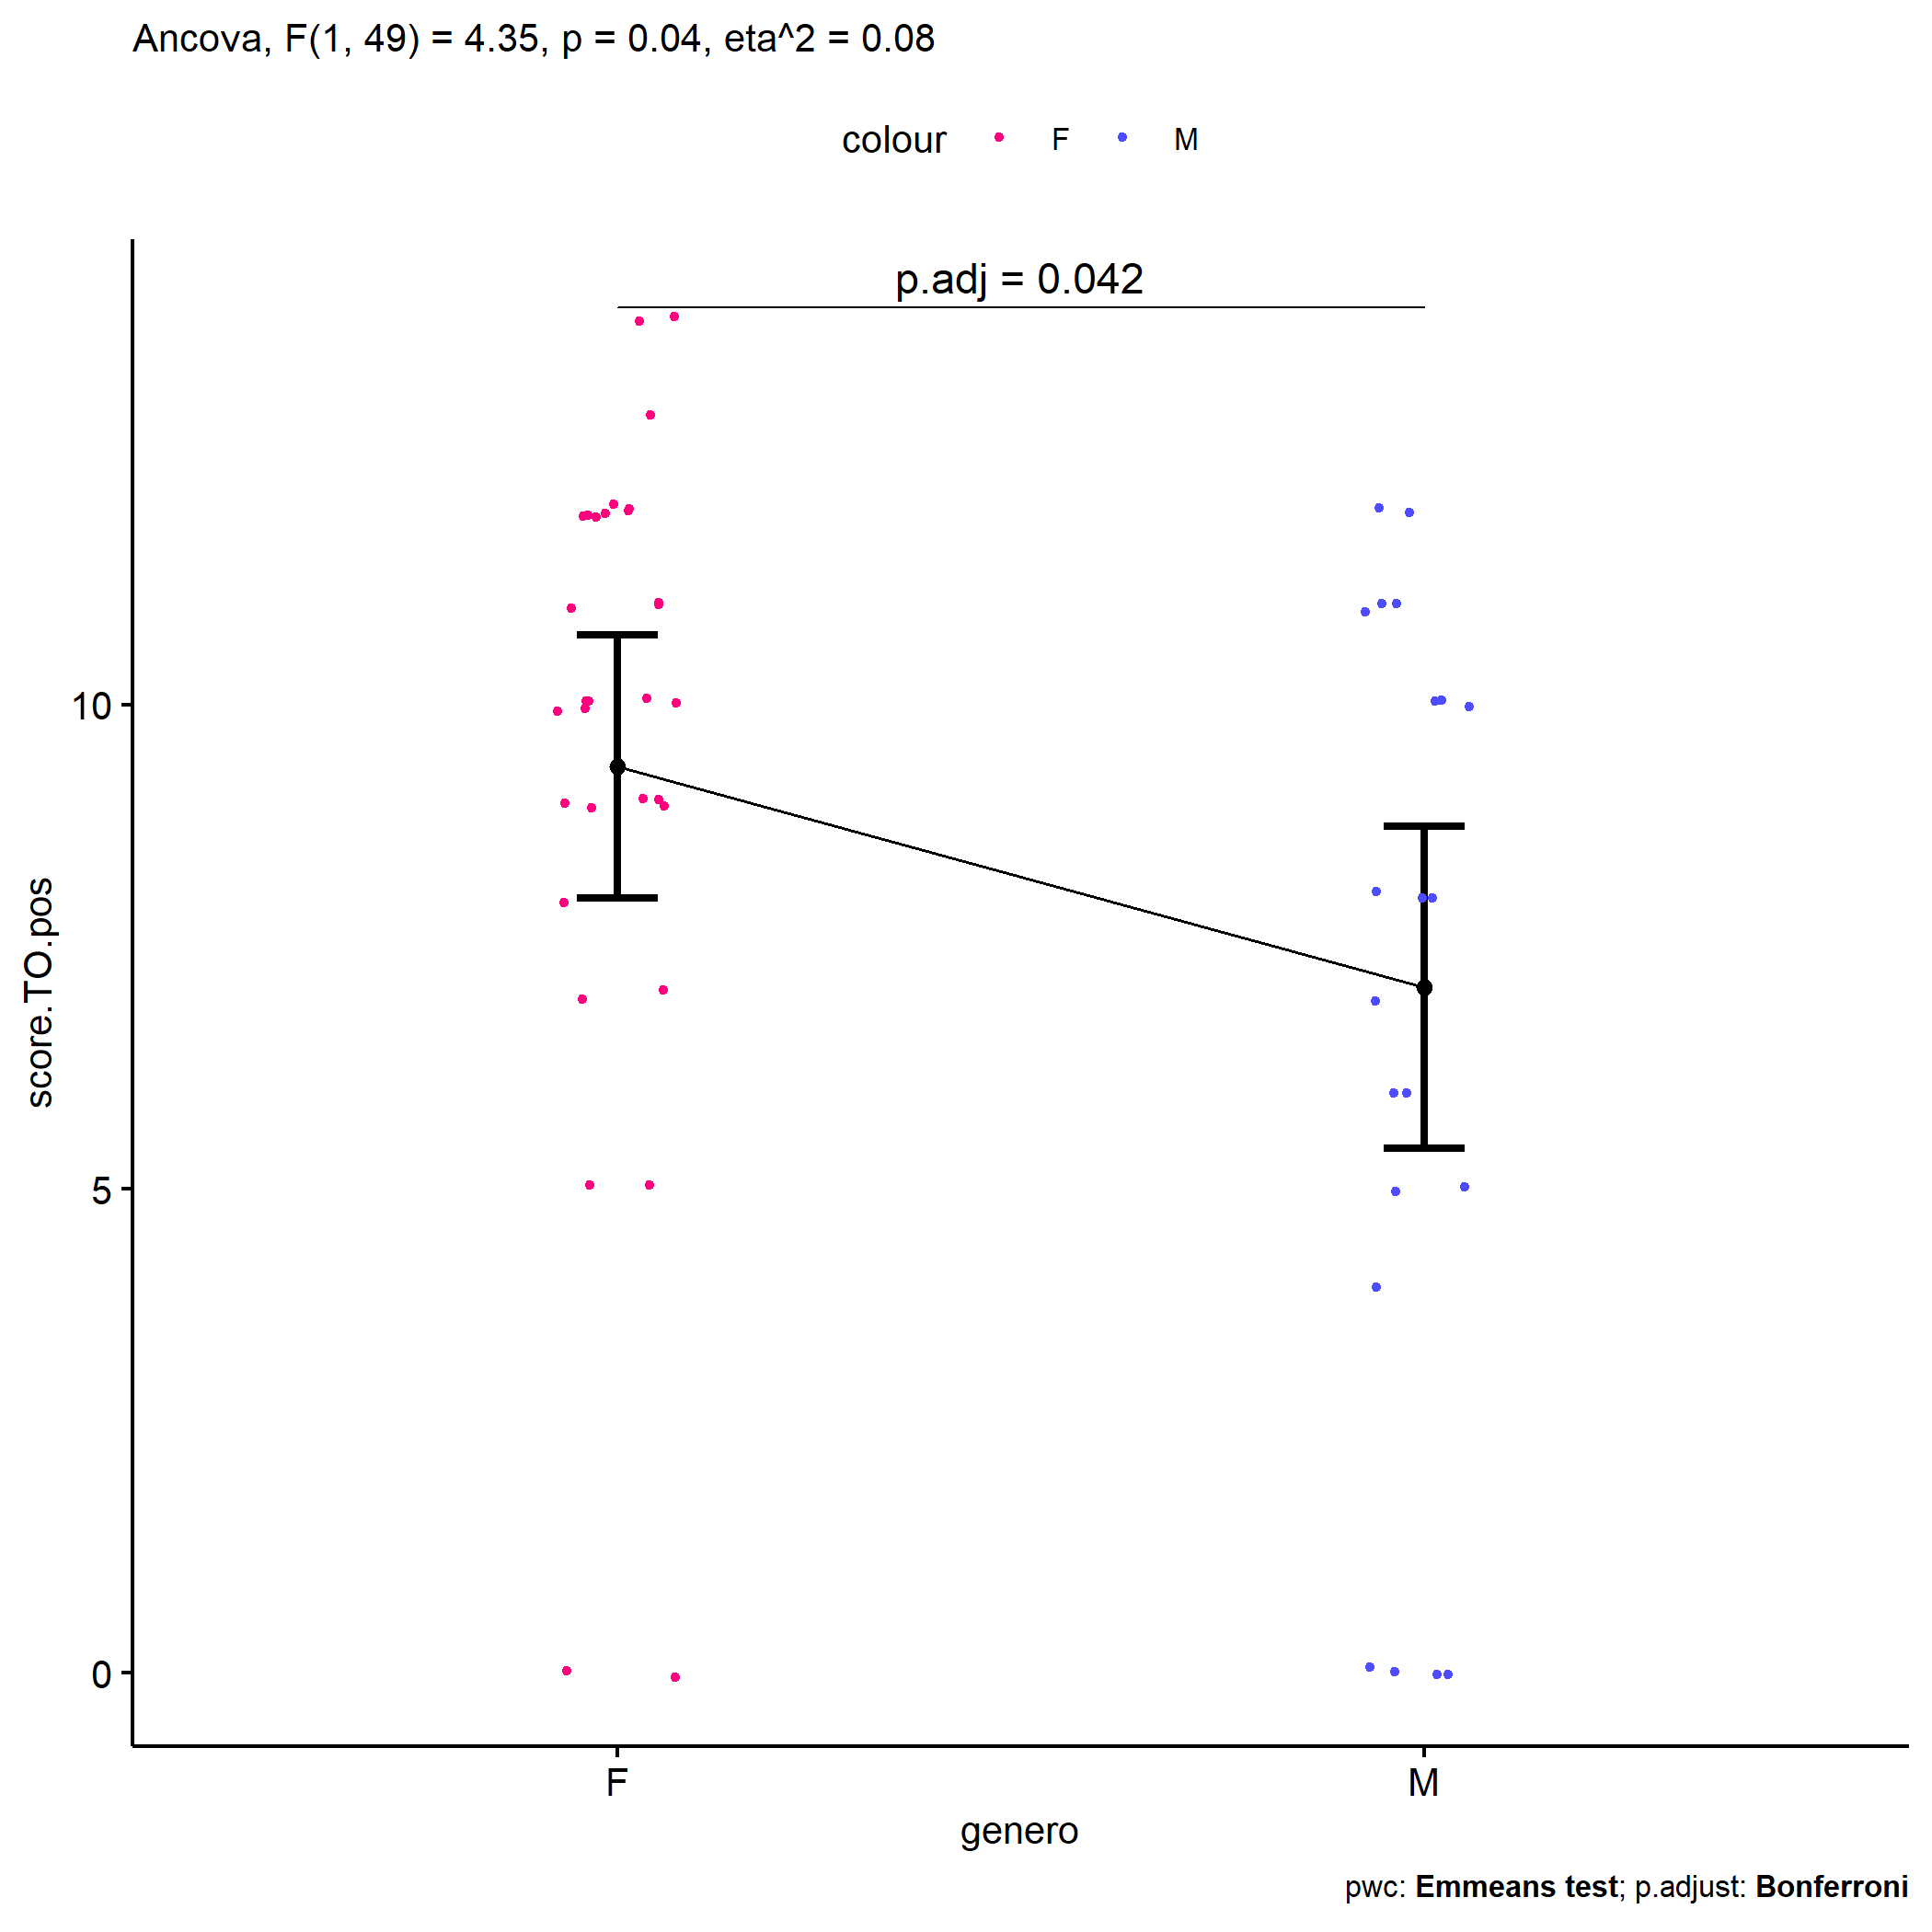 Ancova, F(1, 49) = 4.35, p = 0.04, eta^2 = 0.08
colour F M
p.adj = 0.042
10
5
0
score.TO.pos
F M
genero
pwc: Emmeans test; p.adjust: Bonferroni